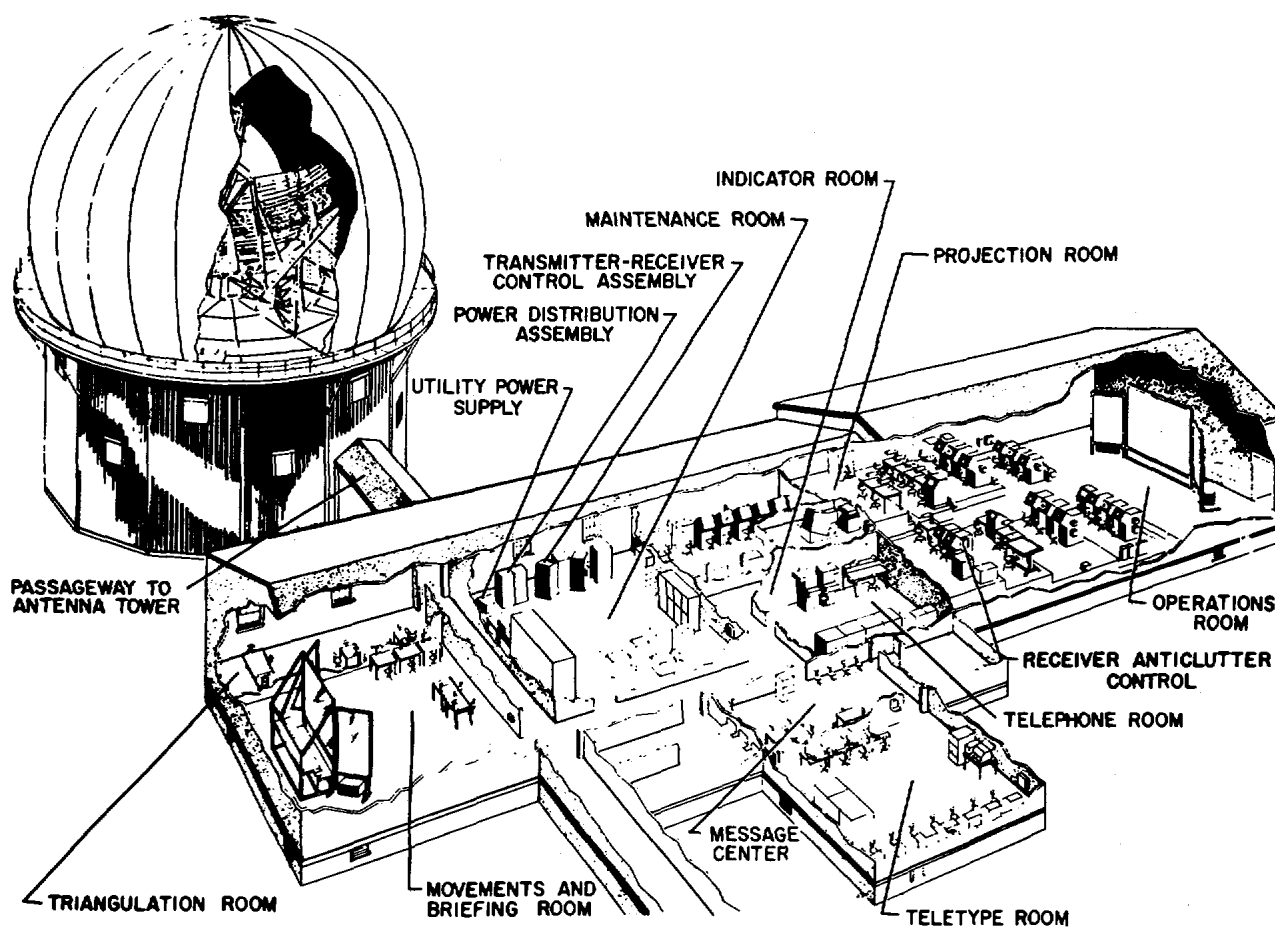 INDICATOR ROOM
MAINTENANCE ROOM
PROJECTION ROOM
TRANSMITTER-RECEIVER
CONTROL ASSEMBLY
POWER DISTRIBUTION
ASSEMBLY
UTILITY POWER
SUPPLY
PASSAGEWAY TO
ANTENNA TOWER
OPERATIONS
ROOM
RECEIVER ANTICLUTTER
CONTROL
TELEPHONE ROOM
MESSAGE
CENTER
TRIANGULATION ROOM
MOVEMENTS AND
BRIEFING ROOM
TELETYPE ROOM